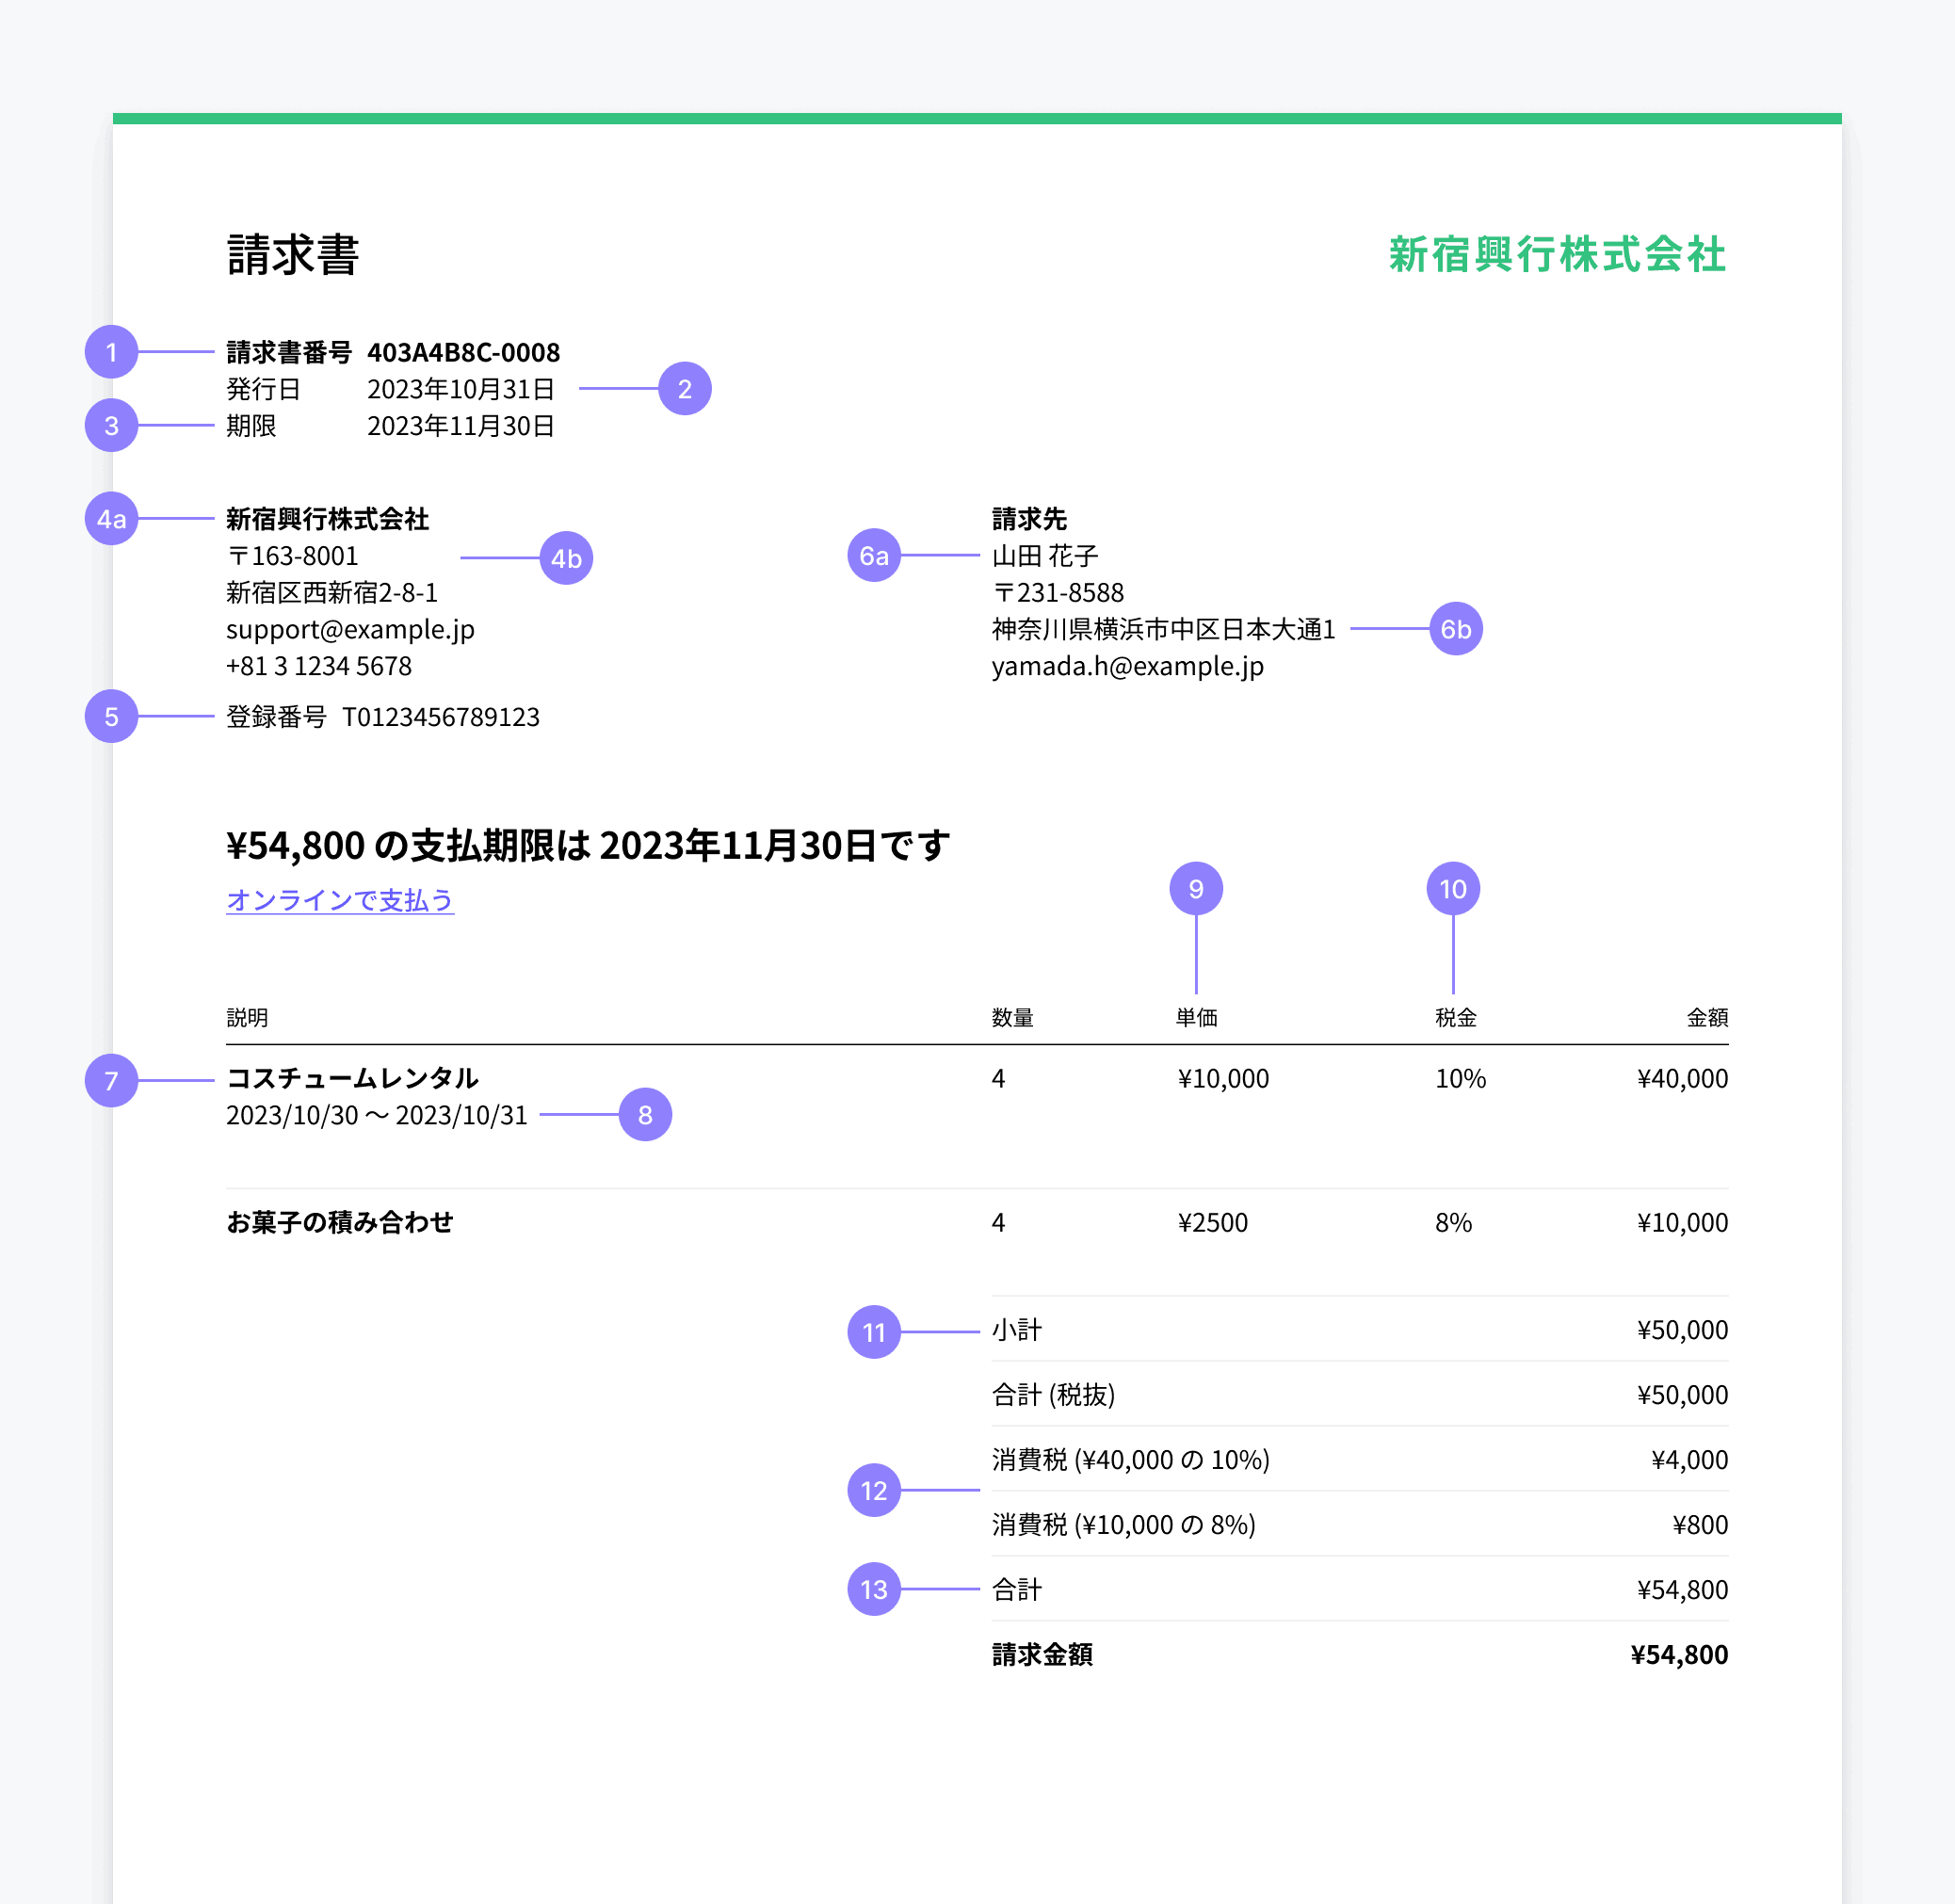 請求書 新宿興行株式会社
1 請求書番号 403A4B8C-0008
発行日 2023年10月31日 2
3 期限 2023年11月30日
4a 新宿興行株式会社
〒163-8001 4b
新宿区西新宿2-8-1
support@example.jp
+81 3 1234 5678
5 登録番号 T0123456789123
請求先
6a 山田 花子
〒231-8588
神奈川県横浜市中区日本大通1 6b
yamada.h@example.jp
¥54,800 の支払期限は 2023年11月30日です
オンラインで支払う
9 10
説明 数量 単価 税金 金額
7 コスチュームレンタル 4 ¥10,000 10% ¥40,000
2023/10/30 〜 2023/10/31 8
お菓子の積み合わせ 4 ¥2500 8% ¥10,000
11 小計 ¥50,000
合計 (税抜) ¥50,000
消費税 (¥40,000 の 10%) ¥4,000
12
消費税 (¥10,000 の 8%) ¥800
13 合計 ¥54,800
請求金額 ¥54,800